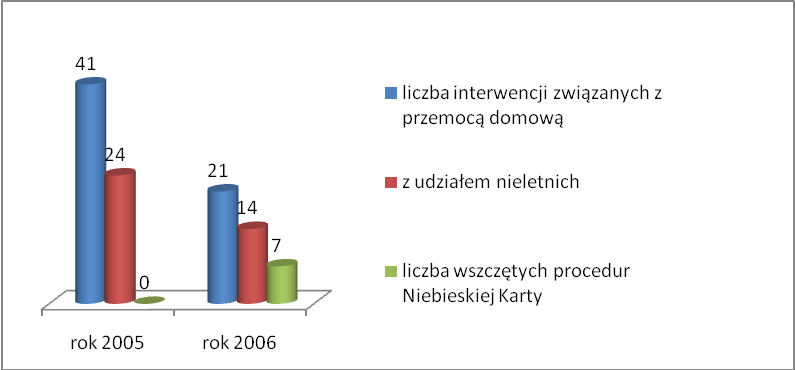 41
24
0
21
14
7
rok 2005
rok 2006
liczba interwencji związanych z
przemocą domową
z udziałem nieletnich
liczba wszczętych procedur
Niebieskiej Karty